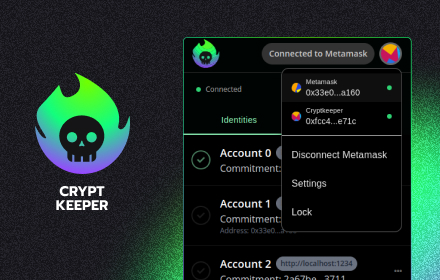 CRYPT
KEEPER
Connected to Metamask
Connected
Metamask
0x33e0...a160
Cryptkeeper
0xfcc4...e71c
Identities
Disconnect Metamask
Settings
Lock
Account 0
Commitment:
Account 1
Commitment:
Address: 0x33e0...
Account 2
http://localhost:1234
Commitment: 2a67be...3711